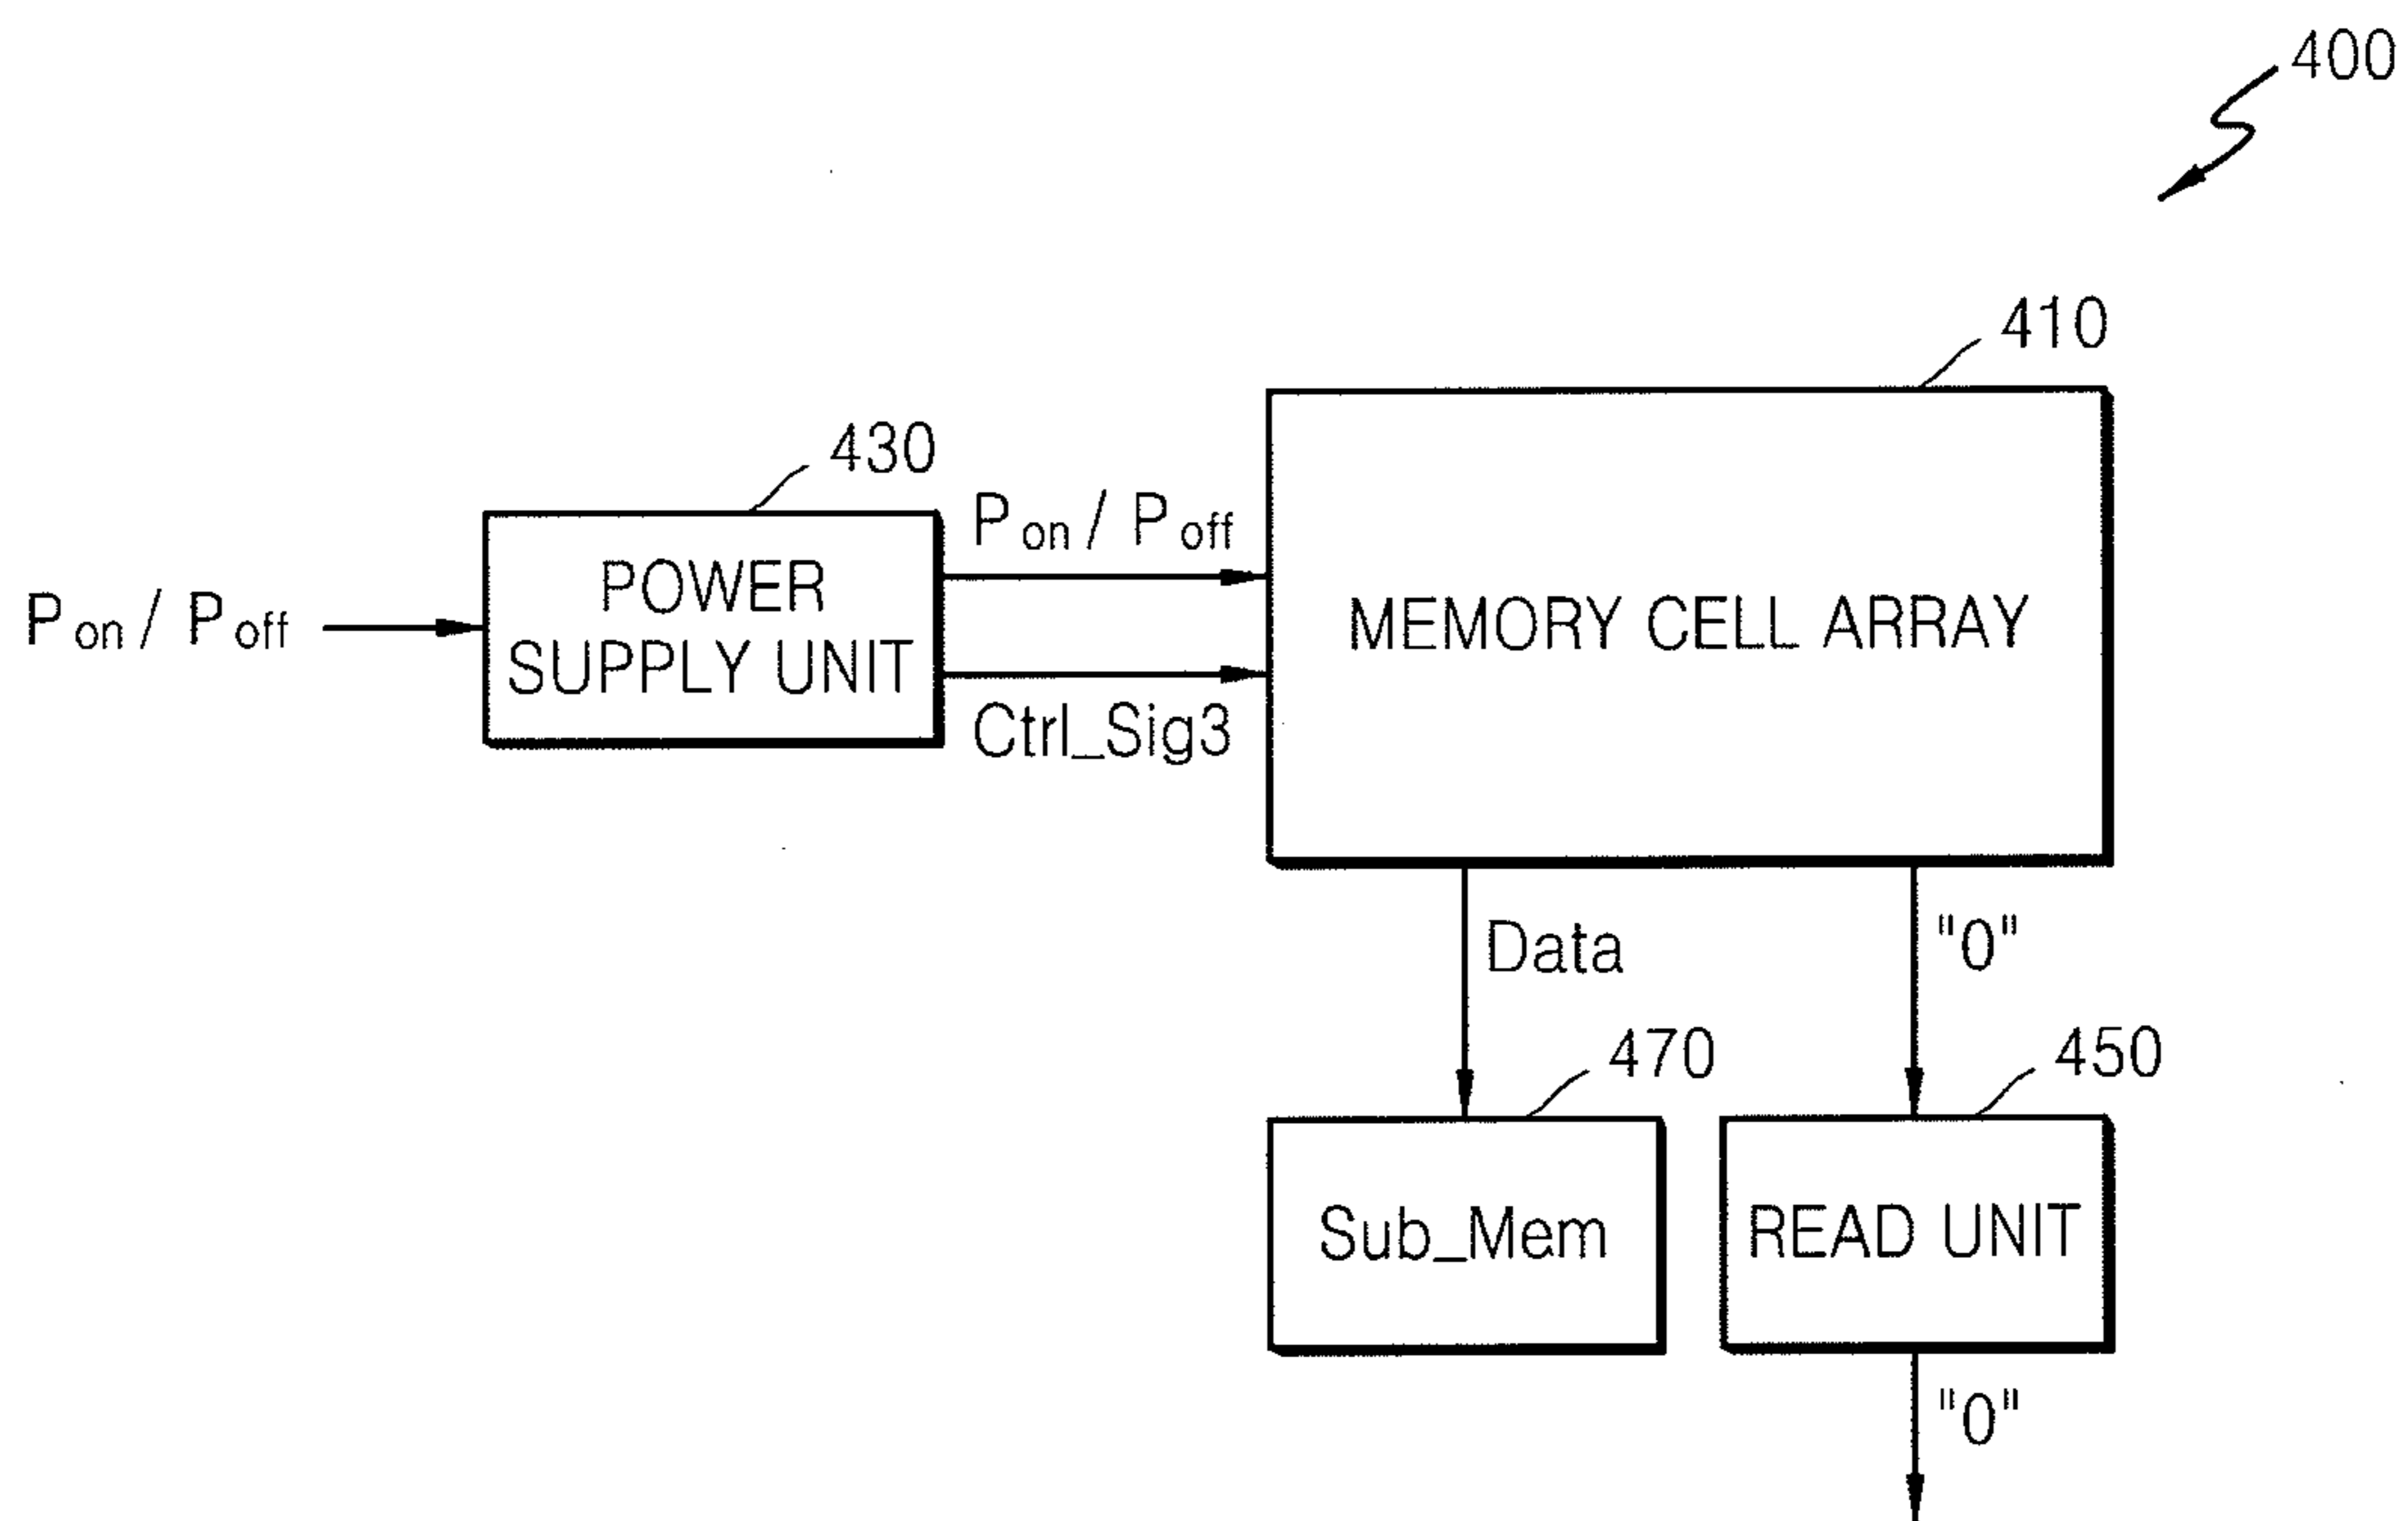 400
410
430
Pon / Poff
Pon / Poff
POWER
SUPPLY UNIT
MEMORY CELL ARRAY
Ctrl_Sig3
Data
"0"
470
450
Sub_Mem
READ UNIT
"0"